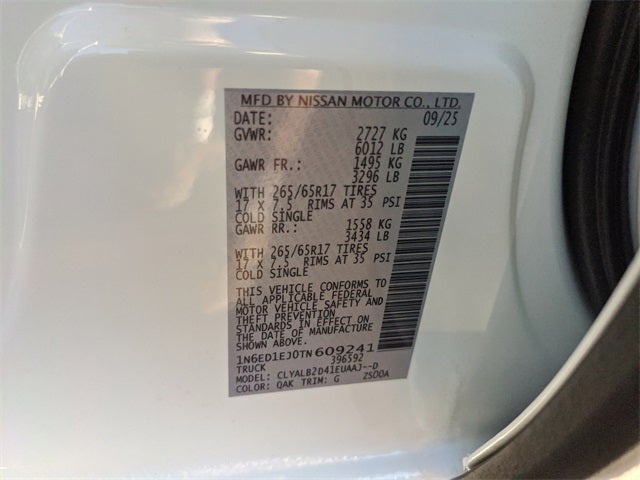 MFD BY NISSAN MOTOR CO., LTD.
DATE: 09/25
GVWR: 2727 KG
6012 LB
GAWR FR.: 1495 KG
3296 LB
WITH 265/65R17 TIRES
17 X 7.5 RIMS AT 35 PSI
COLD SINGLE
GAWR RR.: 1558 KG
3434 LB
WITH 265/65R17 TIRES
17 X 7.5 RIMS AT 35 PSI
COLD SINGLE
THIS VEHICLE CONFORMS TO
ALL APPLICABLE FEDERAL
MOTOR VEHICLE SAFETY AND
THEFT PREVENTION
STANDARDS IN EFFECT ON
THE DATE OF MANUFACTURE
SHOWN ABOVE.
1N6ED1EJ0TN609241
TRUCK 396592
MODEL: CLYALB2D41EUAAJ--D
COLOR: QAK TRIM: G ZSD0A